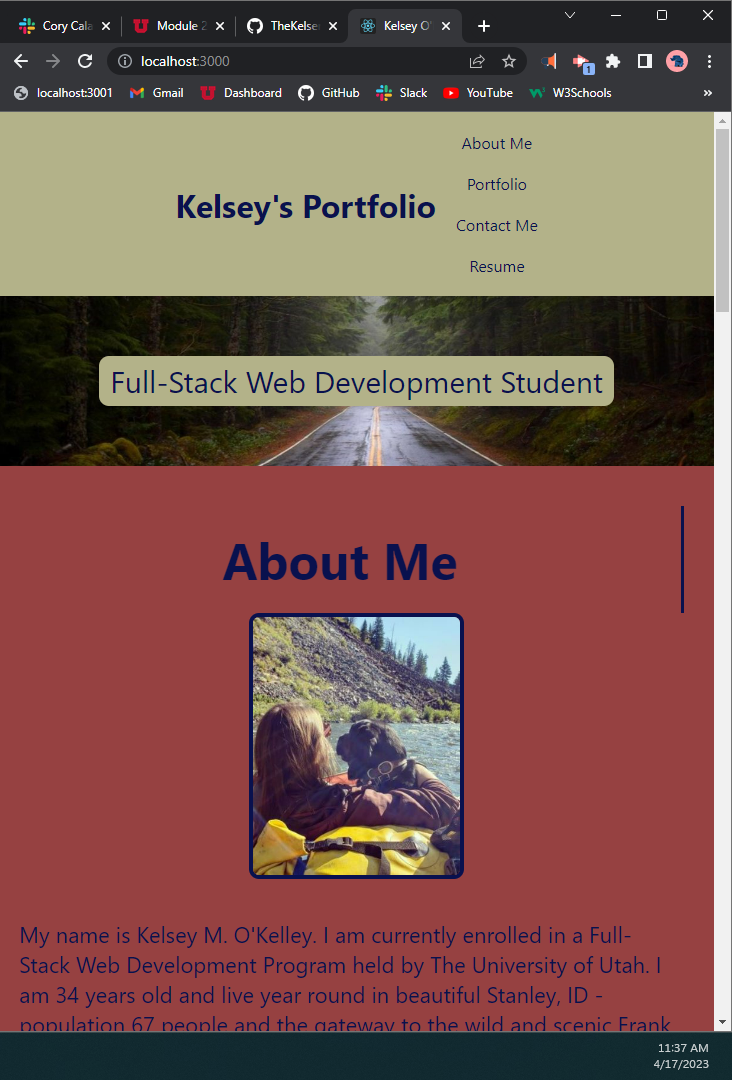 Cory Cala
Module 2
TheKelse
Kelsey O'
localhost:3000
1
localhost:3001
Gmail
Dashboard
GitHub
Slack
YouTube
W3Schools
»
About Me
Portfolio
Kelsey's Portfolio
Contact Me
Resume
Full-Stack Web Development Student
About Me
My name is Kelsey M. O'Kelley. I am currently enrolled in a Full-
Stack Web Development Program held by The University of Utah. I
am 34 years old and live year round in beautiful Stanley, ID -
population 67 people and the gateway to the wild and scenic Frank
11:37 AM
4/17/2023